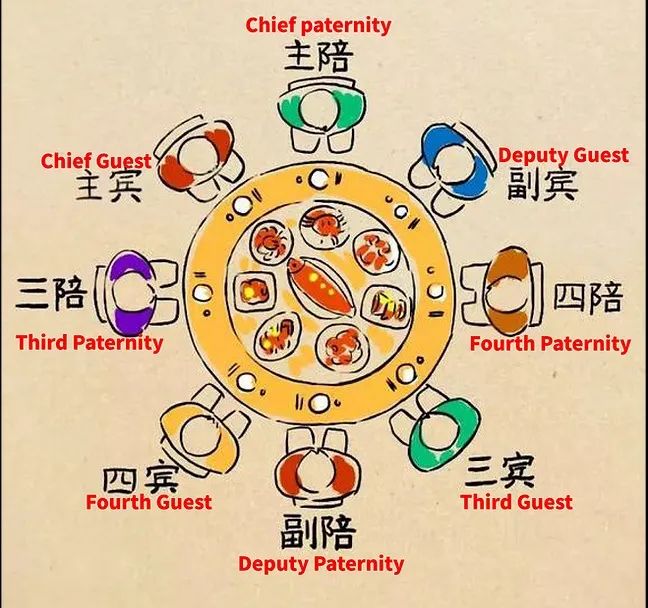 Chief paternity
主陪
Chief Guest
主宾
Deputy Guest
副宾
三陪
Third Paternity
四陪
Fourth Paternity
四宾
Fourth Guest
三宾
Third Guest
副陪
Deputy Paternity